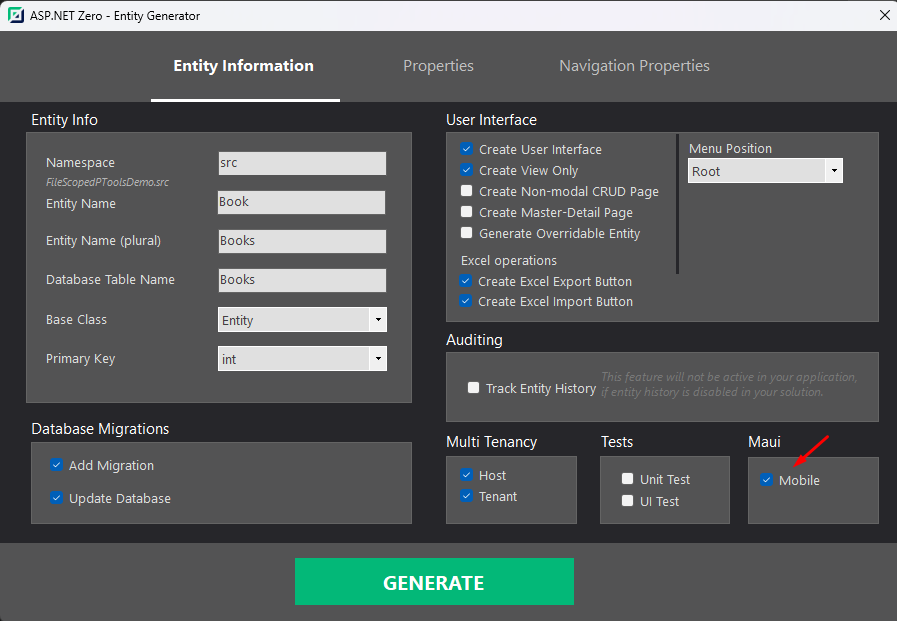 ASP.NET Zero - Entity Generator
Entity Information
Properties
Navigation Properties
Entity Info
Namespace
src
FileScopedPToolsDemo.src
Entity Name
Book
Entity Name (plural)
Books
Database Table Name
Books
Base Class
Entity
Primary Key
int
Database Migrations
Add Migration
Update Database
User Interface
Create User Interface
Create View Only
Create Non-modal CRUD Page
Create Master-Detail Page
Generate Overridable Entity
Excel operations
Create Excel Export Button
Create Excel Import Button
Menu Position
Root
Auditing
Track Entity History
This feature will not be active in your application,
if entity history is disabled in your solution.
Multi Tenancy
Host
Tenant
Tests
Unit Test
UI Test
Maui
Mobile
GENERATE